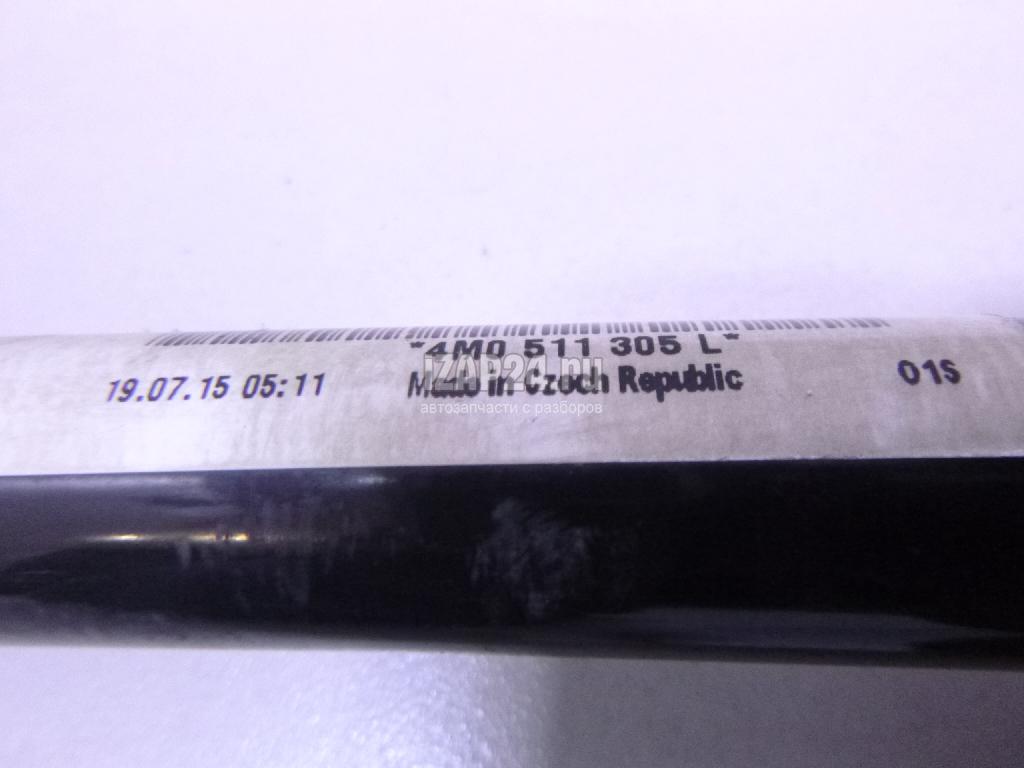 *4M0 511 305 L*
IZAP24.ru
19.07.15 05:11 Made in Czech Republic 01S
автозапчасти с разборов